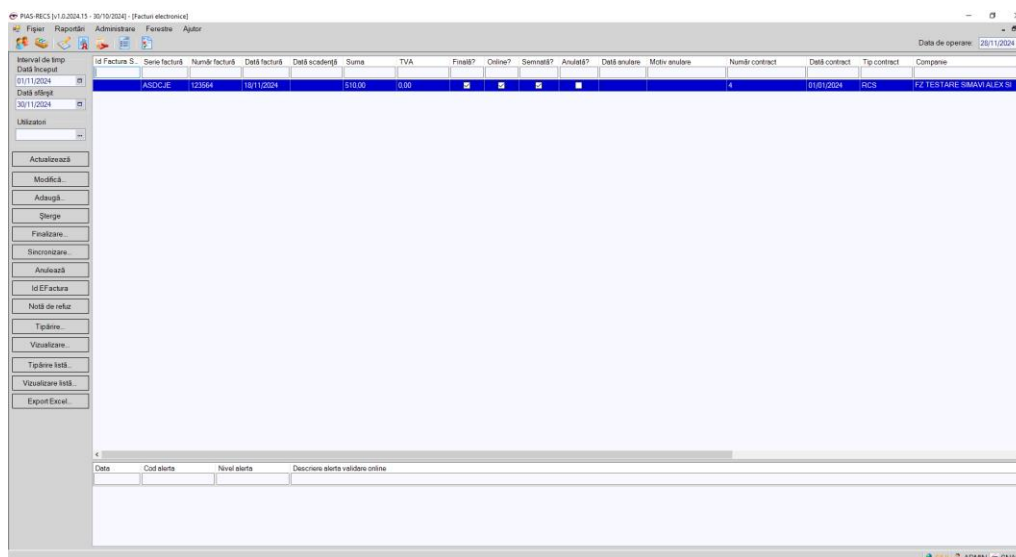 PIAS-RECS [v1.0.2024.15 - 30/10/2024] - [Facturi electronice]
Fişier Raportări Administrare Ferestre Ajutor
Data de operare: 28/11/2024
Interval de timp
Dată început
01/11/2024
Dată sfârşit
30/11/2024
Utilizatori
...
Actualizează
Modifică...
Adaugă...
Şterge
Finalizare...
Sincronizare...
Anulează
Id EFactura
Notă de refuz
Tipărire...
Vizualizare...
Tipărire listă...
Vizualizare listă...
Export Excel...
Id Factura S... Serie factură Număr factură Dată factură Dată scadenţă Suma TVA Finală? Online? Semnată? Anulată? Dată anulare Motiv anulare Număr contract Dată contract Tip contract Companie
ASDCJE 123564 18/11/2024 510.00 0.00 4 01/01/2024 RCS FZ TESTARE SIMAVI ALEX SI
Data Cod alerta Nivel alerta Descriere alerta validare online